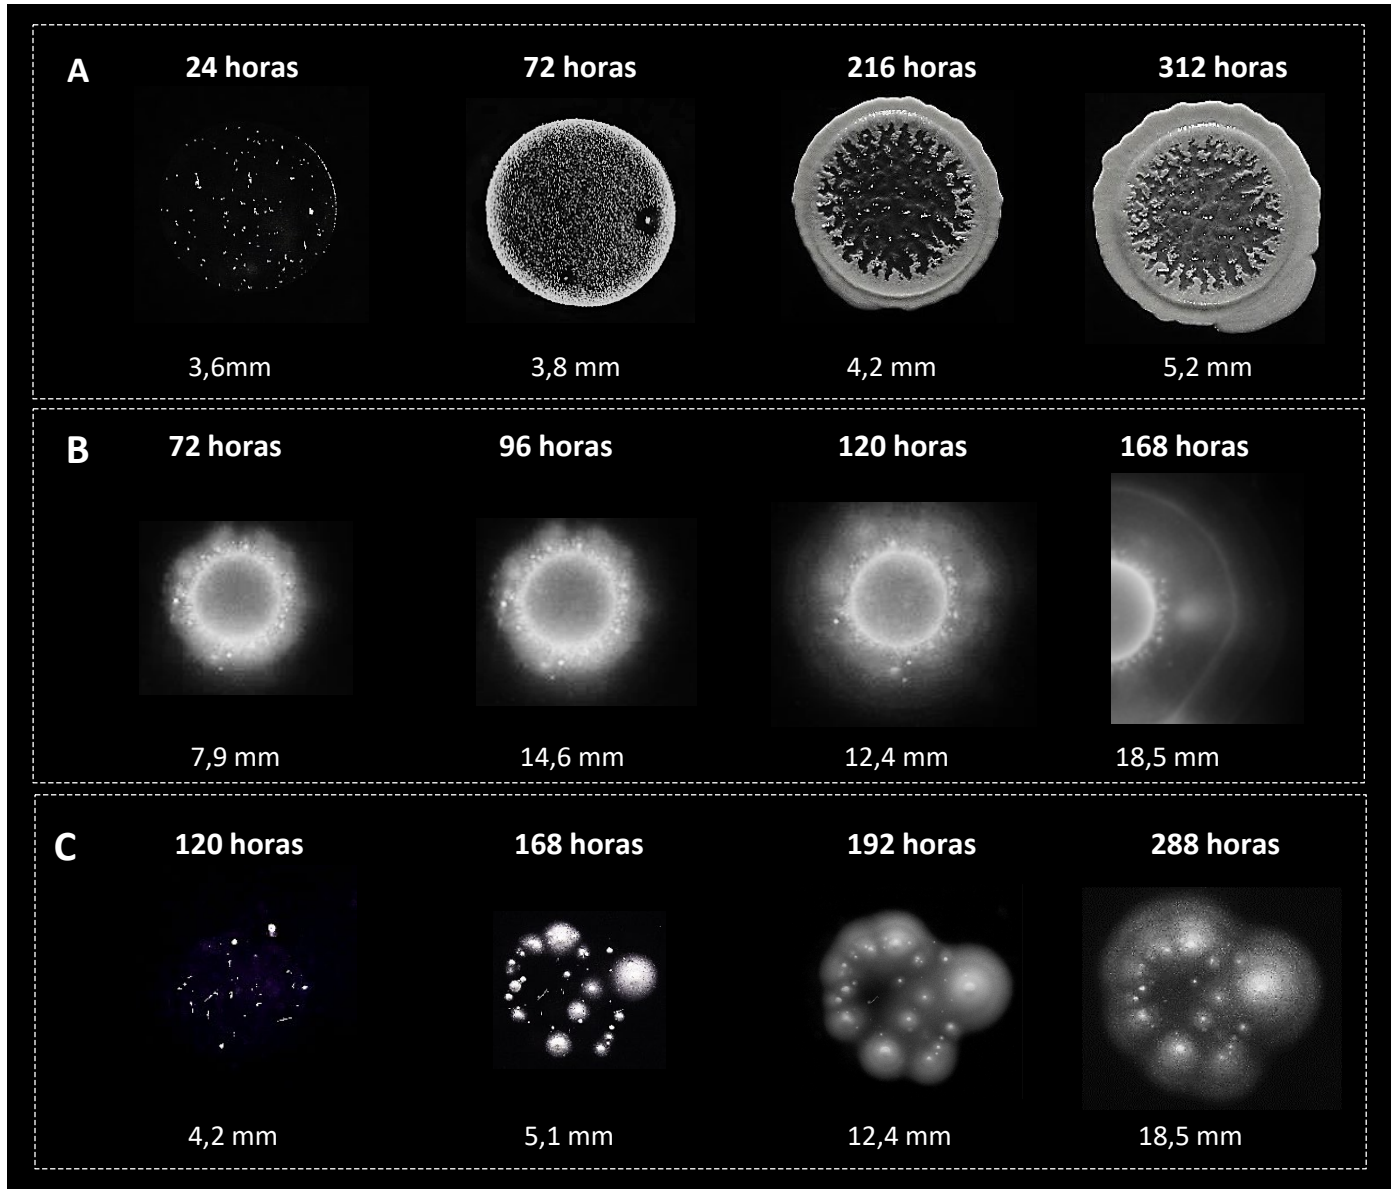 A
24 horas 72 horas 216 horas 312 horas
3,6mm 3,8 mm 4,2 mm 5,2 mm
B
72 horas 96 horas 120 horas 168 horas
7,9 mm 14,6 mm 12,4 mm 18,5 mm
C
120 horas 168 horas 192 horas 288 horas
4,2 mm 5,1 mm 12,4 mm 18,5 mm